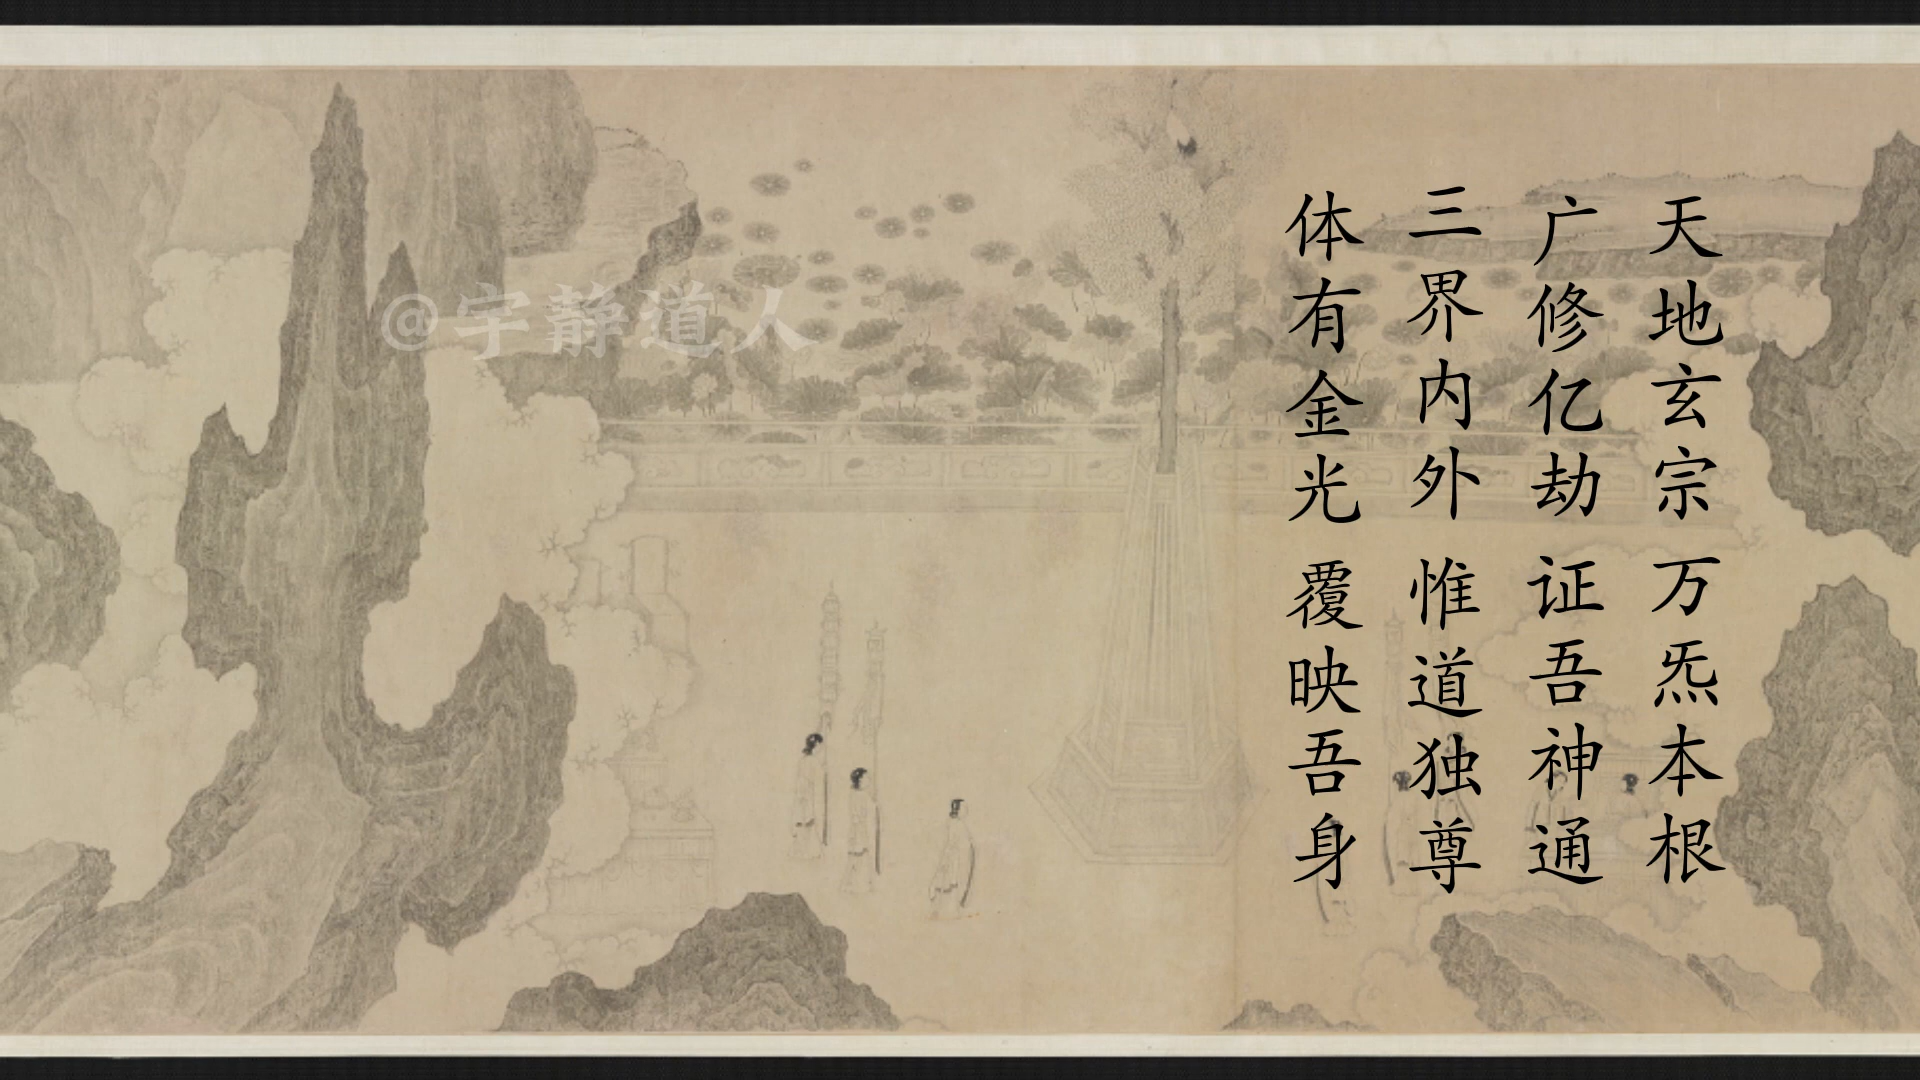 天地玄宗 万炁本根
广修亿劫 证吾神通
三界内外 惟道独尊
体有金光 覆映吾身
@宇静道人